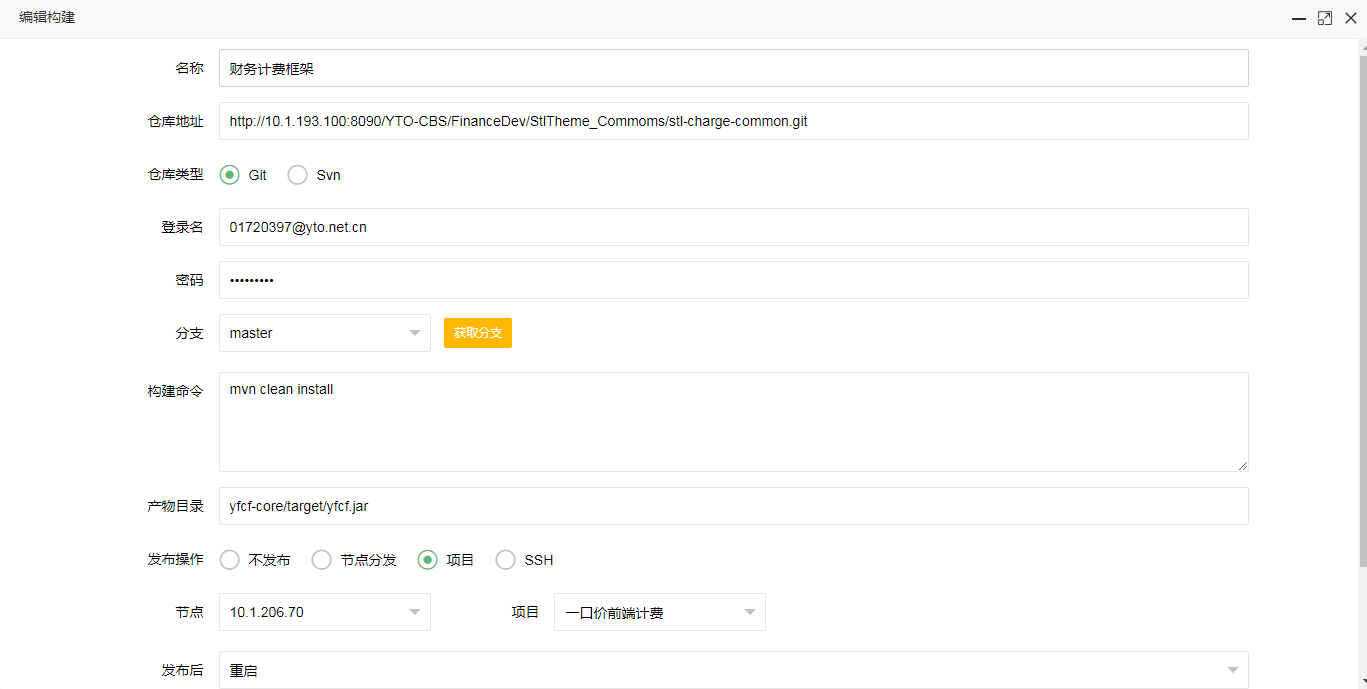 编辑构建
名称 财务计费框架
仓库地址 http://10.1.193.100:8090/YTO-CBS/FinanceDev/StlTheme_Commoms/stl-charge-common.git
仓库类型 Git Svn
登录名 01720397@yto.net.cn
密码 •••••••••
分支 master 获取分支
构建命令 mvn clean install
产物目录 yfcf-core/target/yfcf.jar
发布操作 不发布 节点分发 项目 SSH
节点 10.1.206.70 项目 一口价前端计费
发布后 重启